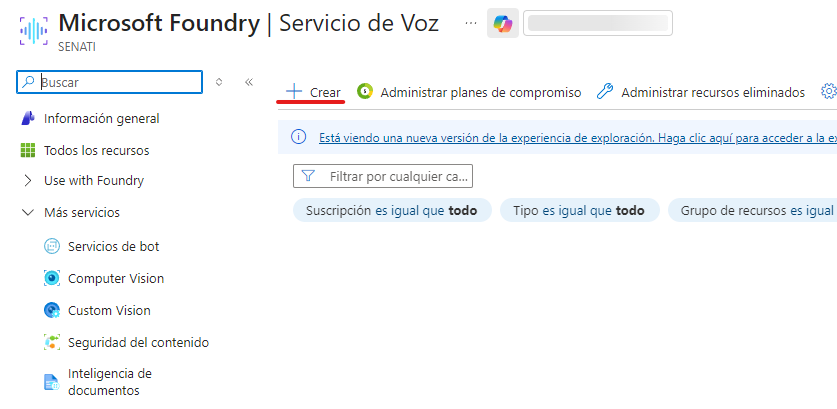 Microsoft Foundry | Servicio de Voz ...
SENATI
Buscar
Información general
Todos los recursos
Use with Foundry
Más servicios
Servicios de bot
Computer Vision
Custom Vision
Seguridad del contenido
Inteligencia de
documentos
Crear
Administrar planes de compromiso
Administrar recursos eliminados
Está viendo una nueva versión de la experiencia de exploración. Haga clic aquí para acceder a la ex
Filtrar por cualquier ca...
Suscripción es igual que todo
Tipo es igual que todo
Grupo de recursos es igual